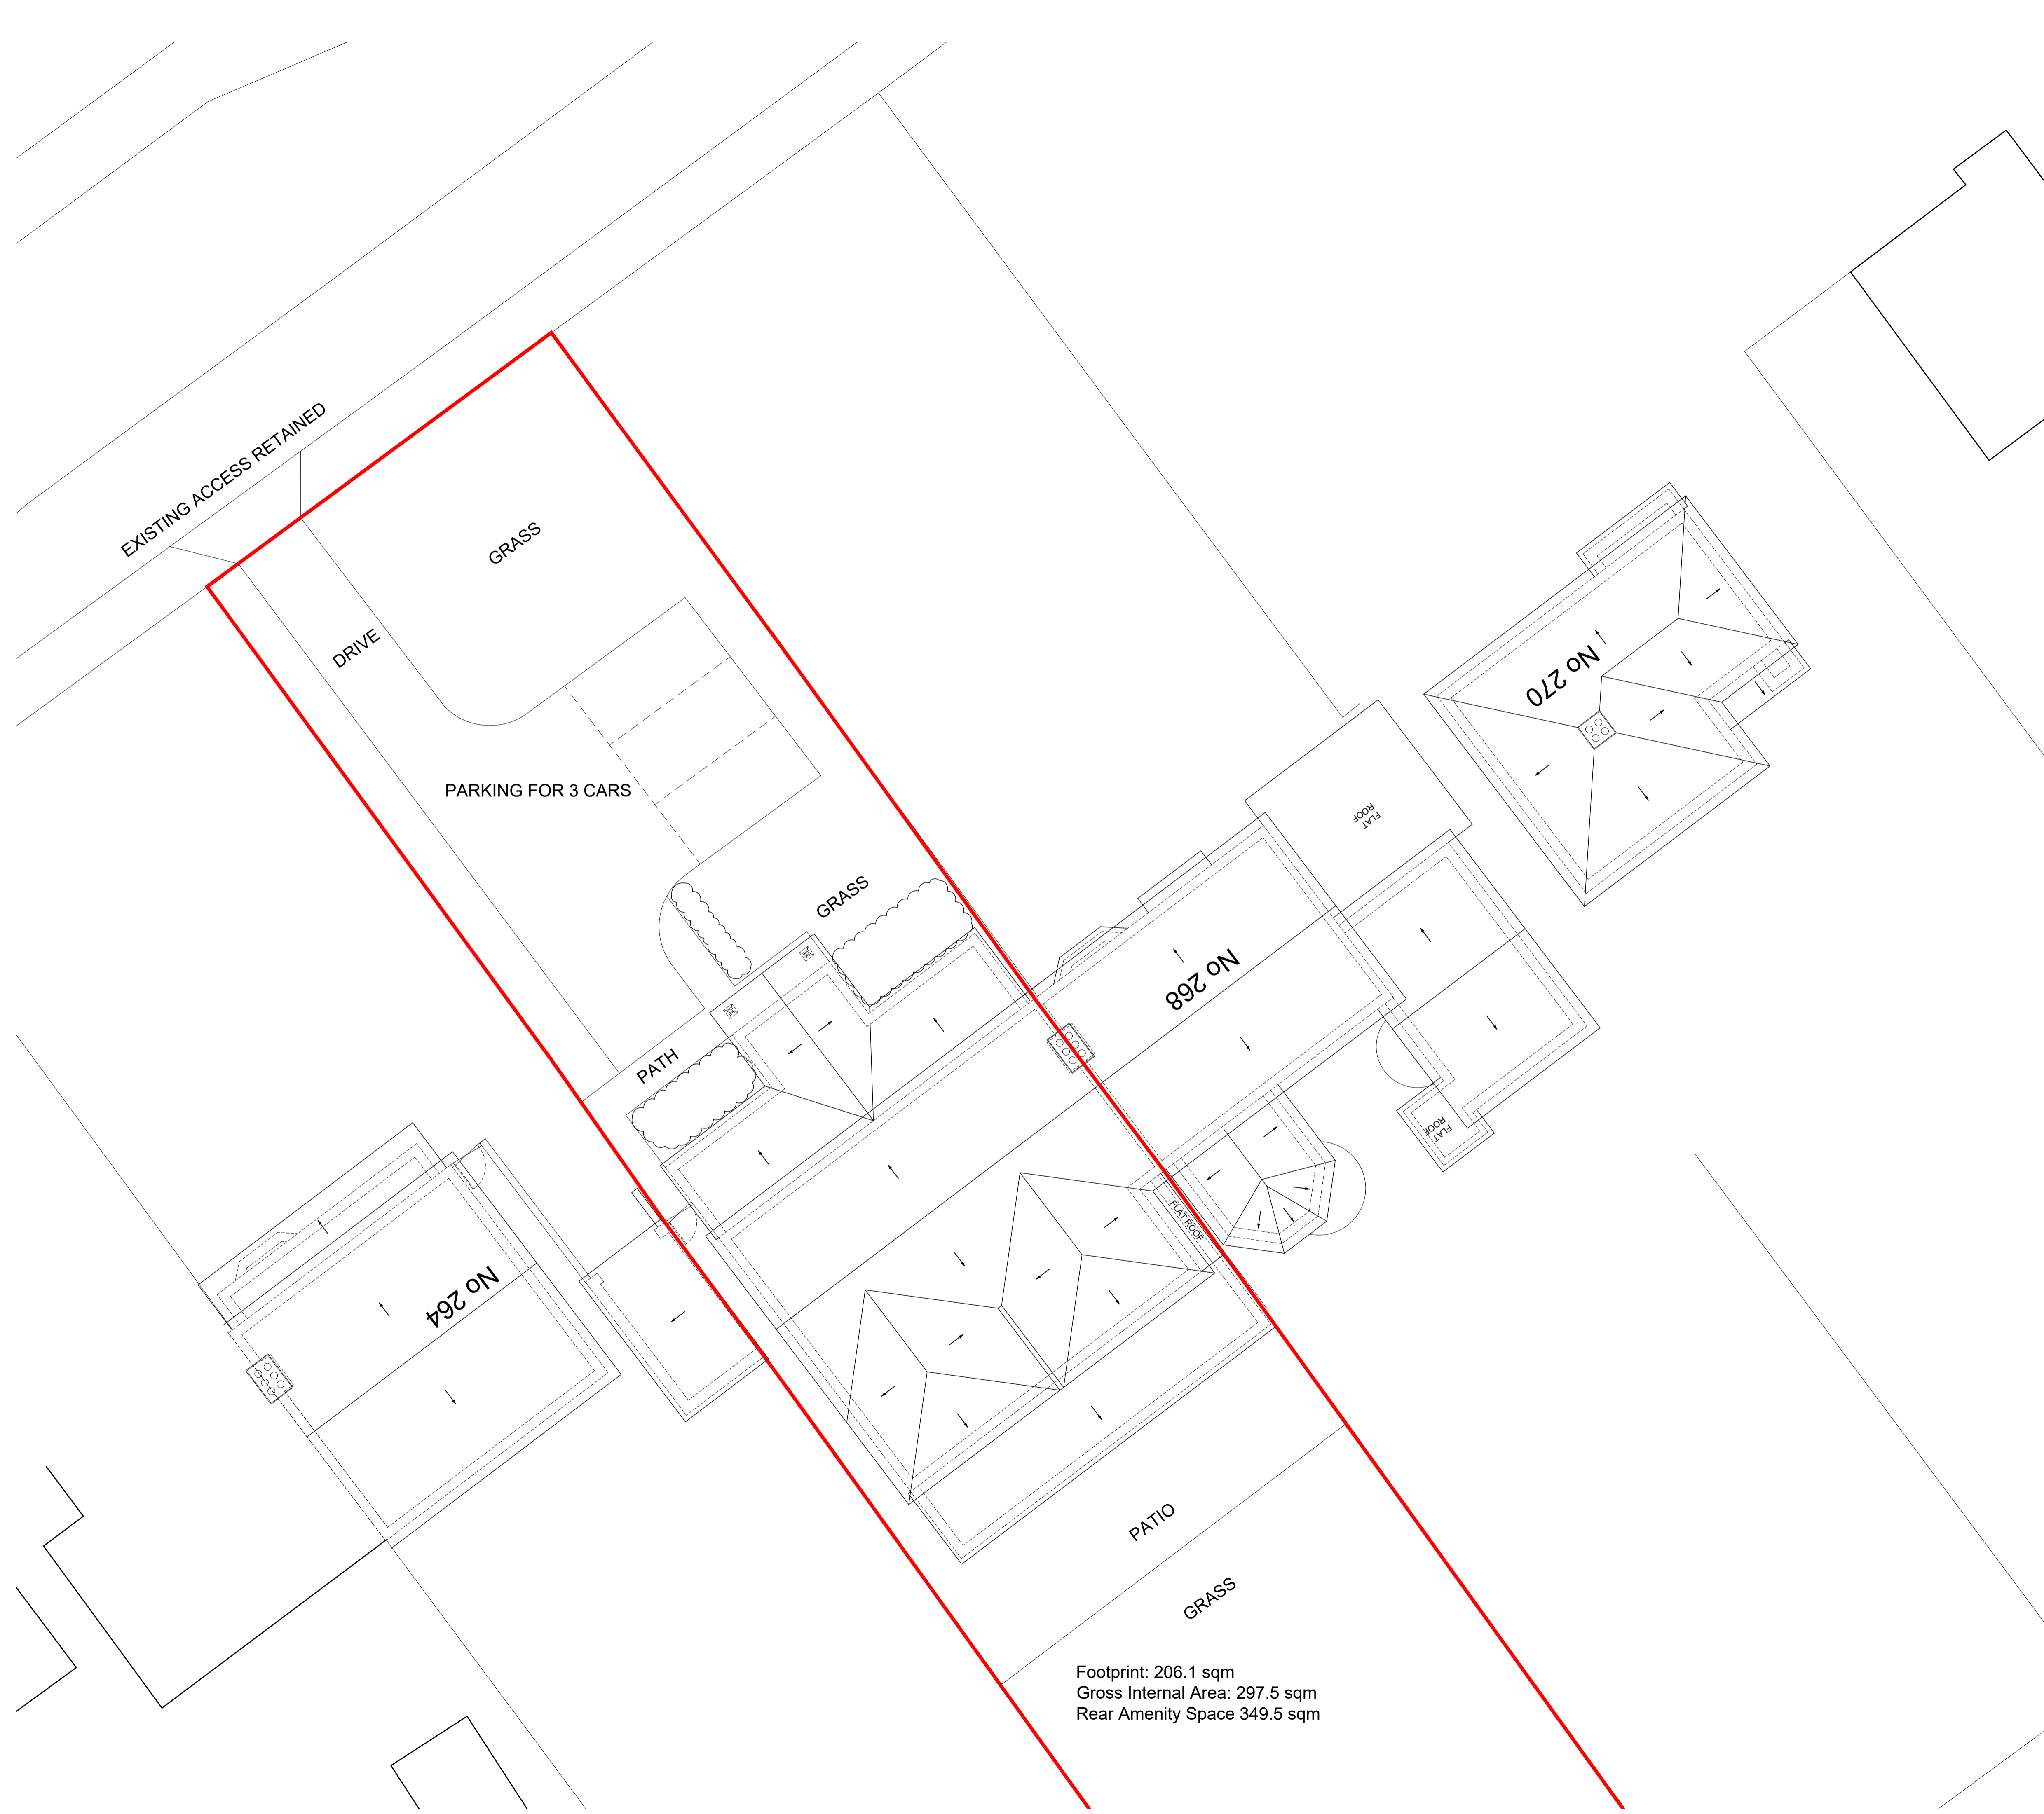 EXISTING ACCESS RETAINED
GRASS
DRIVE
PARKING FOR 3 CARS
GRASS
PATH
No 270
FLAT
ROOF
No 268
FLAT
ROOF
FLAT ROOF
No 264
PATIO
GRASS
Footprint: 206.1 sqm
Gross Internal Area: 297.5 sqm
Rear Amenity Space 349.5 sqm